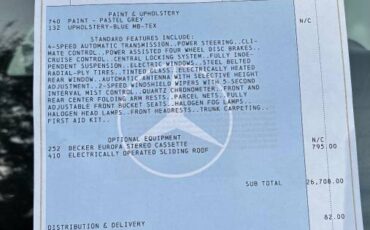 PAINT & UPHOLSTERY
740 PAINT - PASTEL GREY N/C
132 UPHOLSTERY-BLUE MB-TEX
STANDARD FEATURES INCLUDE:
4-SPEED AUTOMATIC TRANSMISSION..POWER STEERING..CLI-
MATE CONTROL..POWER ASSISTED FOUR WHEEL DISC BRAKES..
CRUISE CONTROL..CENTRAL LOCKING SYSTEM..FULLY INDE-
PENDENT SUSPENSION..ELECTRIC WINDOWS..STEEL BELTED
RADIAL-PLY TIRES..TINTED GLASS..ELECTRICALLY HEATED
REAR WINDOW..AUTOMATIC ANTENNA WITH SELECTIVE HEIGHT
ADJUSTMENT..2-SPEED WINDSHIELD WIPERS WITH 5-SECOND
INTERVAL MIST CONTROL..QUARTZ CHRONOMETER..FRONT AND
REAR CENTER FOLDING ARM RESTS..PARCEL NETS..FULLY
ADJUSTABLE FRONT BUCKET SEATS..HALOGEN FOG LAMPS..
HALOGEN HEAD LAMPS..FRONT HEADRESTS..TRUNK CARPETING..
FIRST AID KIT..
OPTIONAL EQUIPMENT
252 BECKER EUROPA STEREO CASSETTE N/C
410 ELECTRICALLY OPERATED SLIDING ROOF 795.00
SUB TOTAL 26,708.00
DISTRIBUTION & DELIVERY 82.00